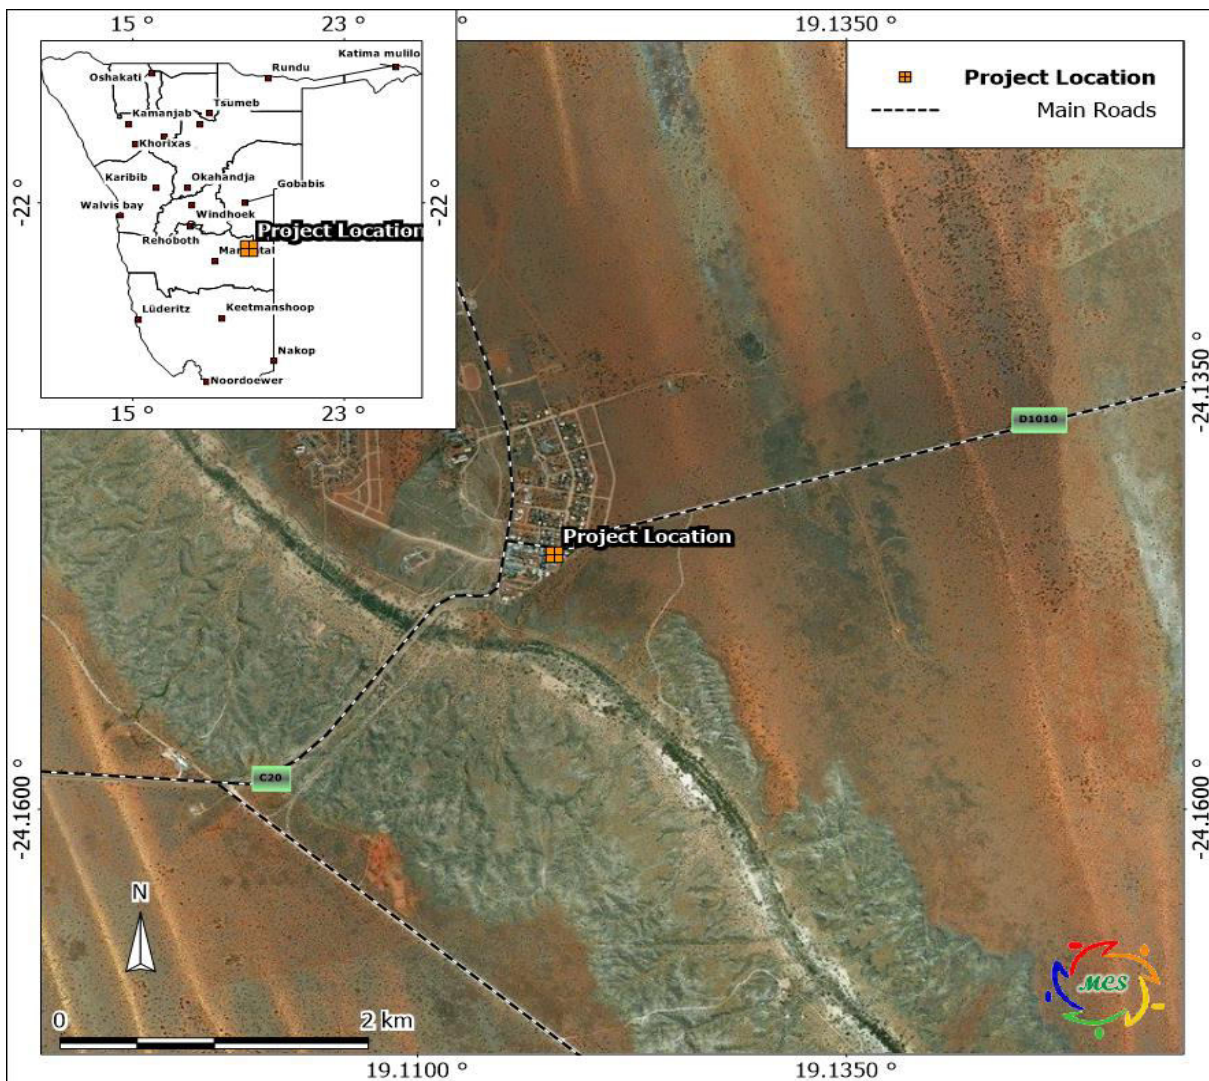 15 °
23 °
°
19.1350 °
Katima mulilo
Rundu
Oshakati
Tsumeb
Kamanjab
Khorixas
Karibib
Okahandja
Gobabis
Walvis bay
Windhoek
Project Location
Rehoboth
Lüderitz
Keetmanshoop
Nakop
Noordoewer
-22 °
-22 °
15 °
23 °
Project Location
Main Roads
-24.1350 °
D1010
Project Location
C20
-24.1600 °
-24.1600 °
N
0
2 km
MCS
19.1100 °
19.1350 °